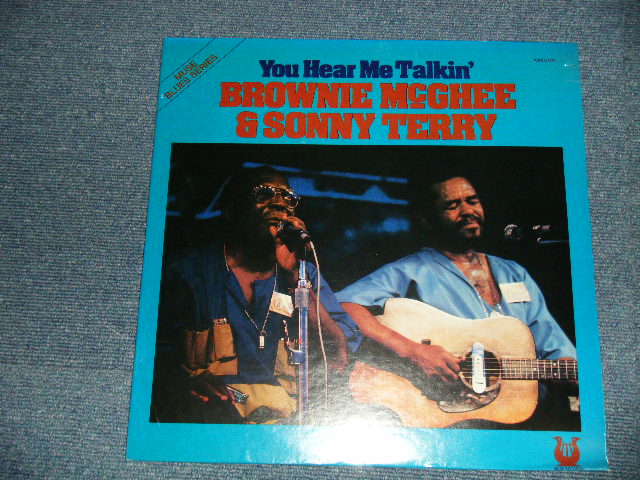 MUSE
BLUES SERIES
You Hear Me Talkin'
BROWNIE McGHEE
& SONNY TERRY